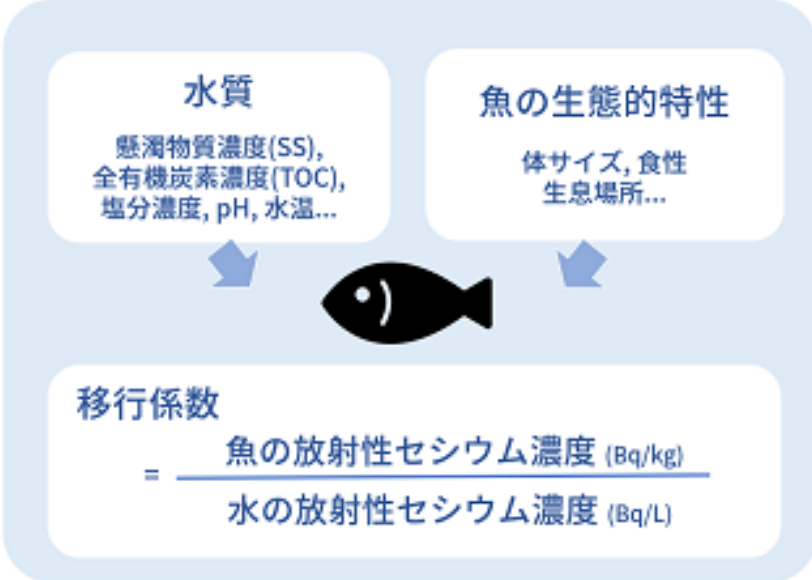 水質
懸濁物質濃度(SS),
全有機炭素濃度(TOC),
塩分濃度, pH, 水温...
魚の生態的特性
体サイズ, 食性
生息場所...
移行係数
= 魚の放射性セシウム濃度 (Bq/kg)
水の放射性セシウム濃度 (Bq/L)